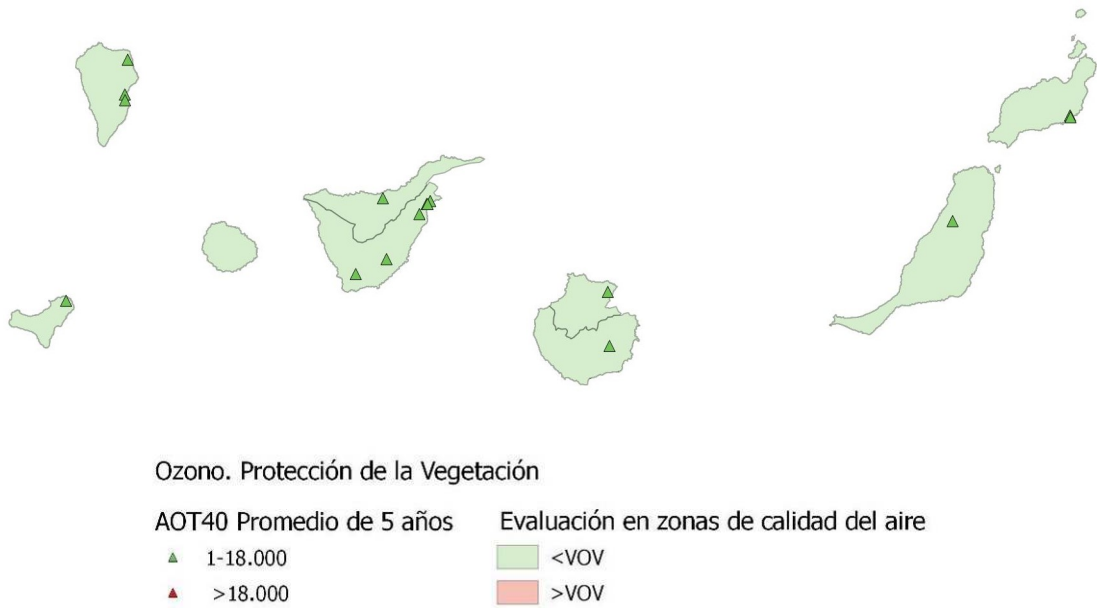 Ozono. Protección de la Vegetación
AOT40 Promedio de 5 años
1-18.000
>18.000
Evaluación en zonas de calidad del aire
<VOV
>VOV